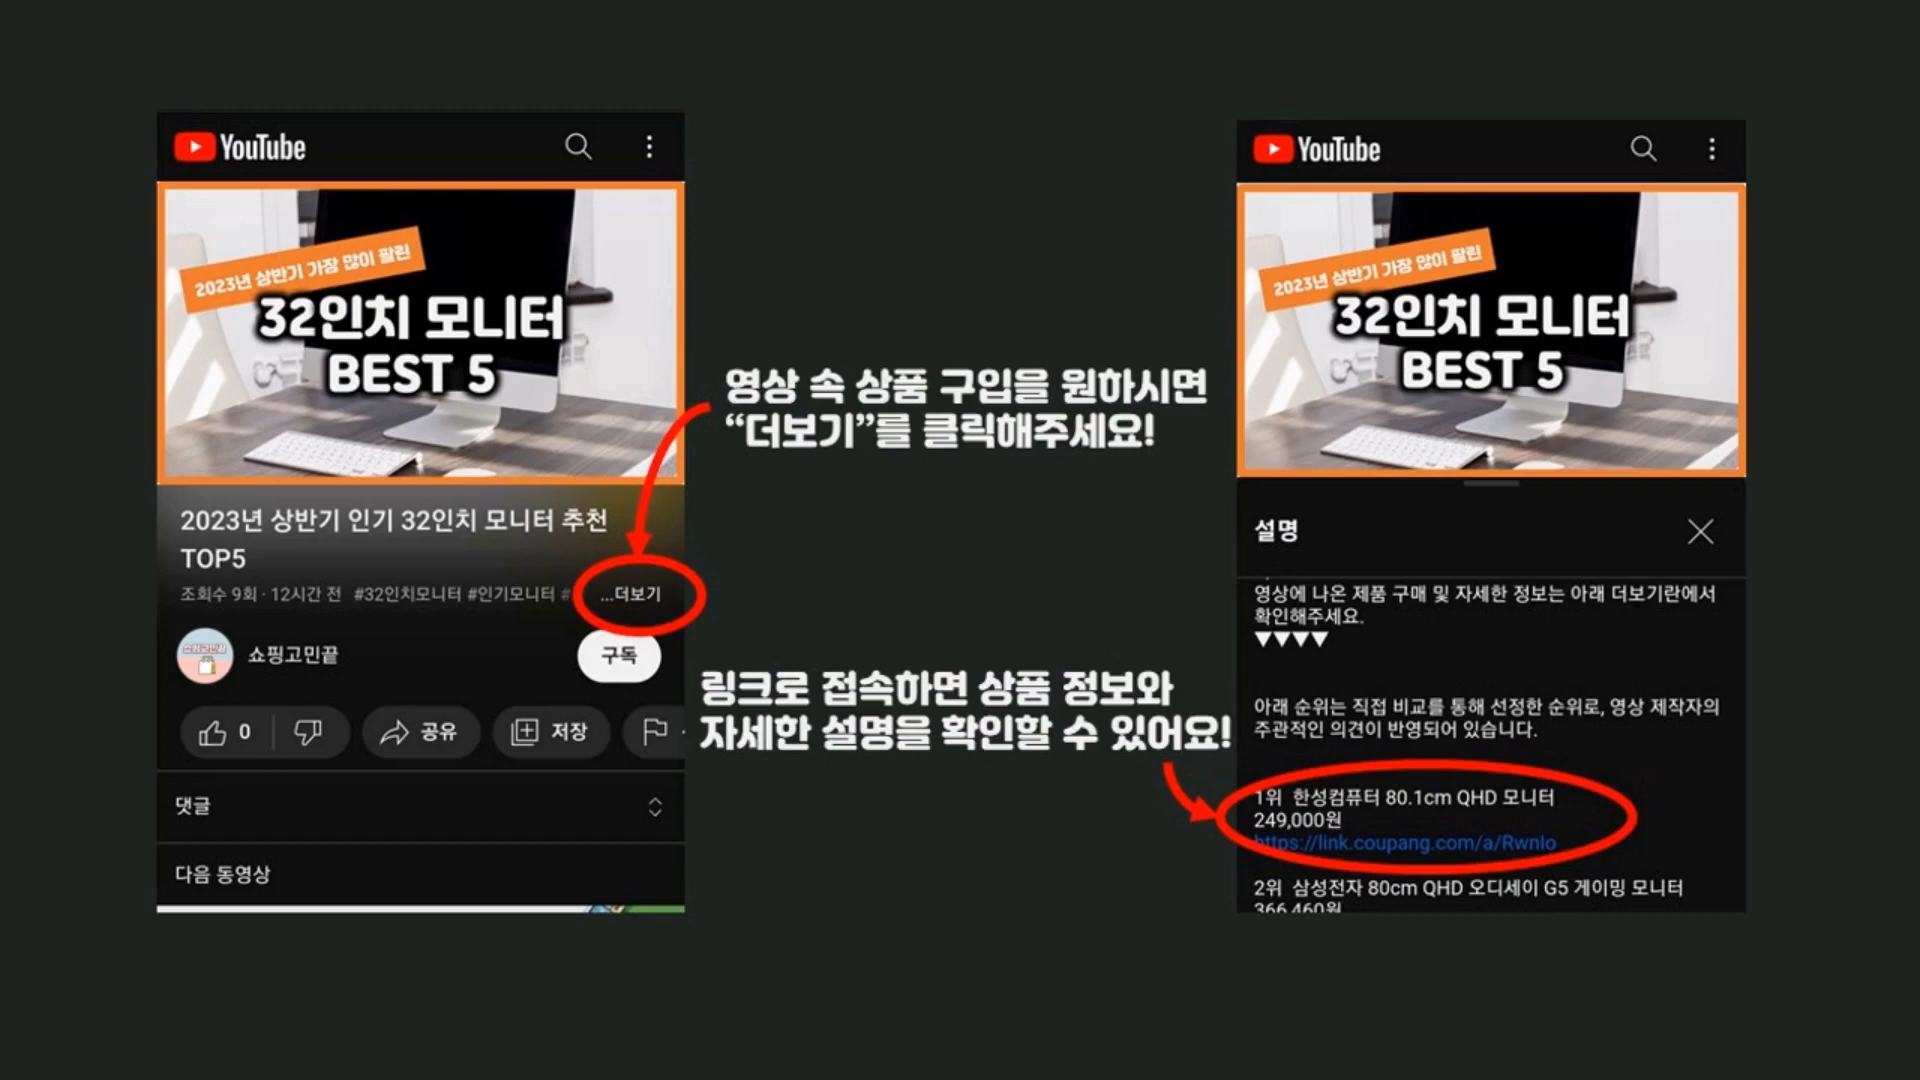 YouTube
2023년 상반기 가장 많이 팔린
32인치 모니터
BEST 5
2023년 상반기 인기 32인치 모니터 추천
TOP5
조회수 9회 · 12시간 전 #32인치모니터 #인기모니터 # ...더보기
쇼핑고민끝
쇼핑고민끝
구독
0
공유
저장
댓글
다음 동영상
영상 속 상품 구입을 원하시면
“더보기”를 클릭해주세요!
링크로 접속하면 상품 정보와
자세한 설명을 확인할 수 있어요!
YouTube
2023년 상반기 가장 많이 팔린
32인치 모니터
BEST 5
설명
영상에 나온 제품 구매 및 자세한 정보는 아래 더보기란에서
확인해주세요.
▼▼▼▼
아래 순위는 직접 비교를 통해 선정한 순위로, 영상 제작자의
주관적인 의견이 반영되어 있습니다.
1위 한성컴퓨터 80.1cm QHD 모니터
249,000원
https://link.coupang.com/a/RwnIo
2위 삼성전자 80cm QHD 오디세이 G5 게이밍 모니터
366,460원